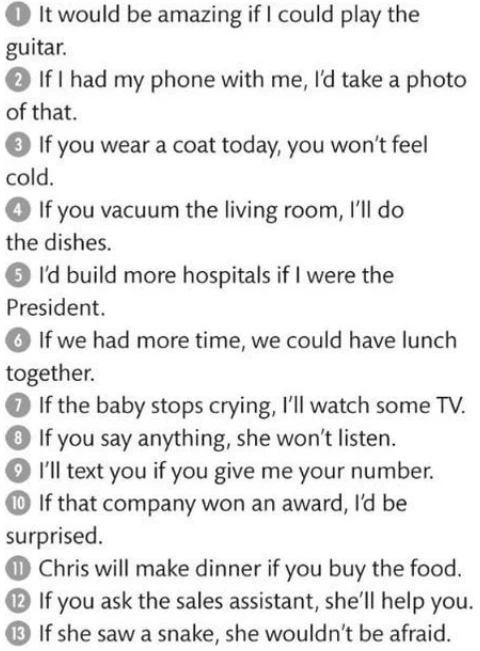 1 It would be amazing if I could play the
guitar.
2 If I had my phone with me, I'd take a photo
of that.
3 If you wear a coat today, you won't feel
cold.
4 If you vacuum the living room, I'll do
the dishes.
5 I'd build more hospitals if I were the
President.
6 If we had more time, we could have lunch
together.
7 If the baby stops crying, I'll watch some TV.
8 If you say anything, she won't listen.
9 I'll text you if you give me your number.
10 If that company won an award, I'd be
surprised.
11 Chris will make dinner if you buy the food.
12 If you ask the sales assistant, she'll help you.
13 If she saw a snake, she wouldn't be afraid.